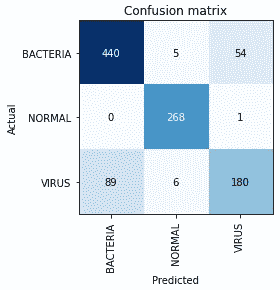 Confusion matrix
BACTERIA 440 5 54
NORMAL 0 268 1
VIRUS 89 6 180
Actual
BACTERIA NORMAL VIRUS
Predicted